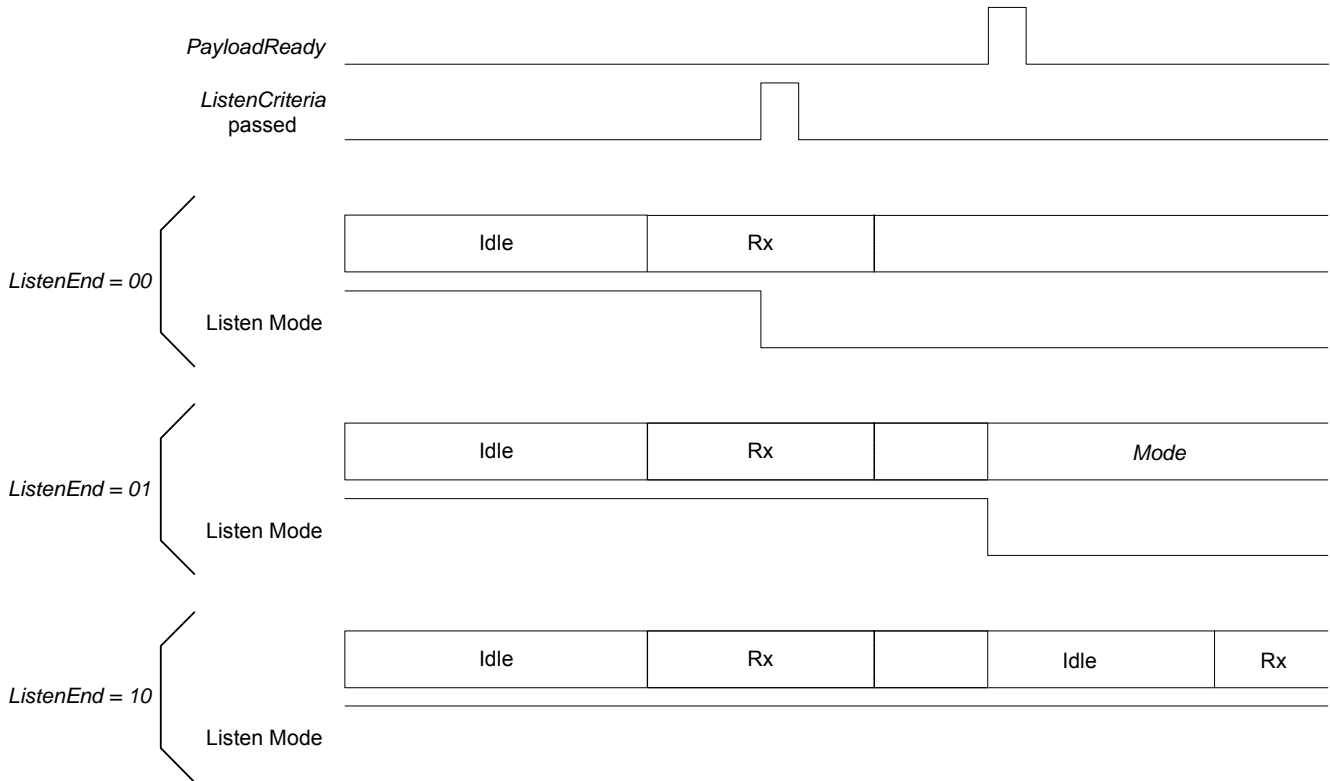 PayloadReady
ListenCriteria
passed
Idle
Rx
ListenEnd = 00
Listen Mode
Idle
Rx
Mode
ListenEnd = 01
Listen Mode
Idle
Rx
Idle
Rx
ListenEnd = 10
Listen Mode